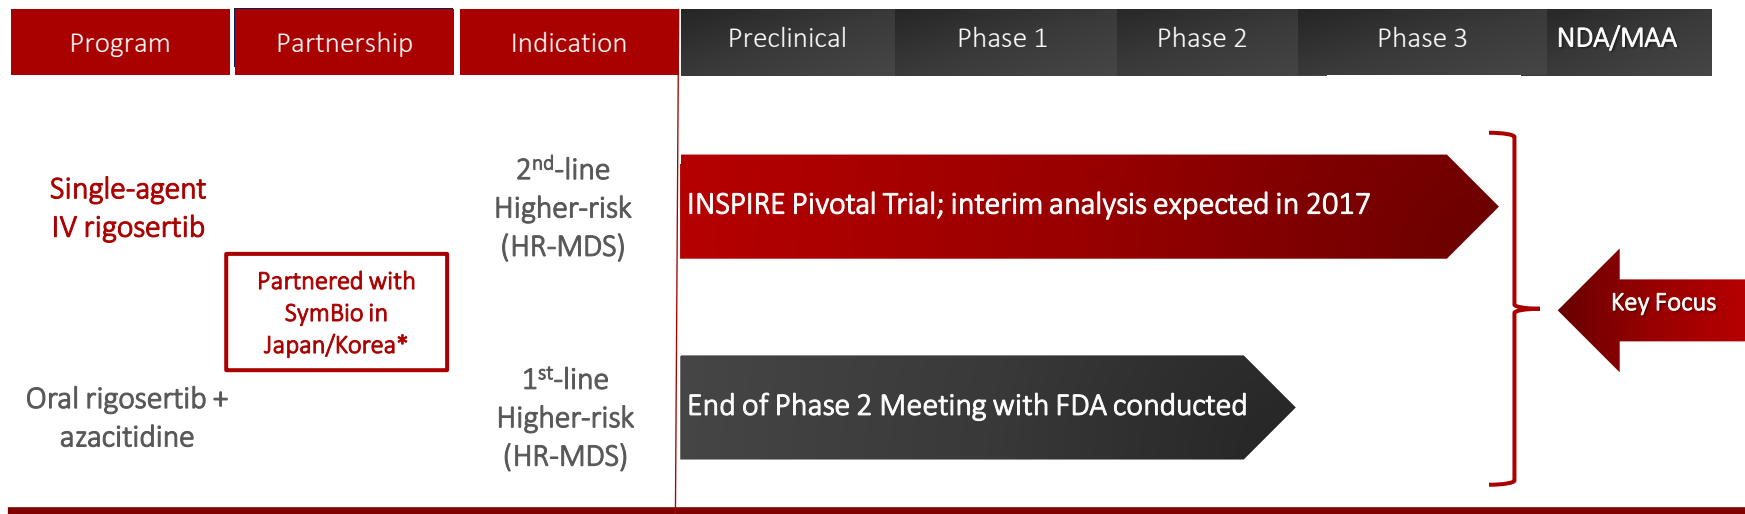 Program Partnership Indication Preclinical Phase 1 Phase 2 Phase 3 NDA/MAA
Single-agent
IV rigosertib
2nd-line
Higher-risk
(HR-MDS)
INSPIRE Pivotal Trial; interim analysis expected in 2017
Partnered with
SymBio in
Japan/Korea*
Key Focus
Oral rigosertib +
azacitidine
1st-line
Higher-risk
(HR-MDS)
End of Phase 2 Meeting with FDA conducted